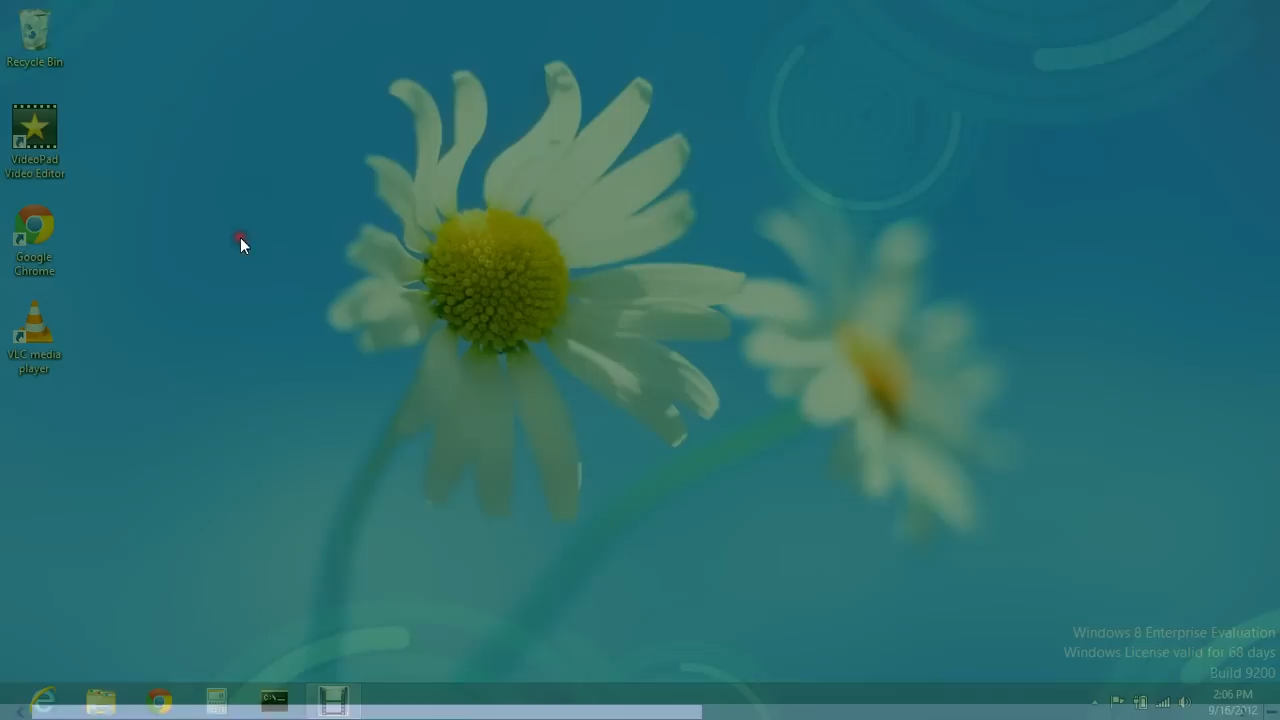 Recycle Bin
VideoPad
Video Editor
Google
Chrome
VLC media
player
C:\_
Windows 8 Enterprise Evaluation
Windows License valid for 68 days
Build 9200
2:06 PM
9/16/2012